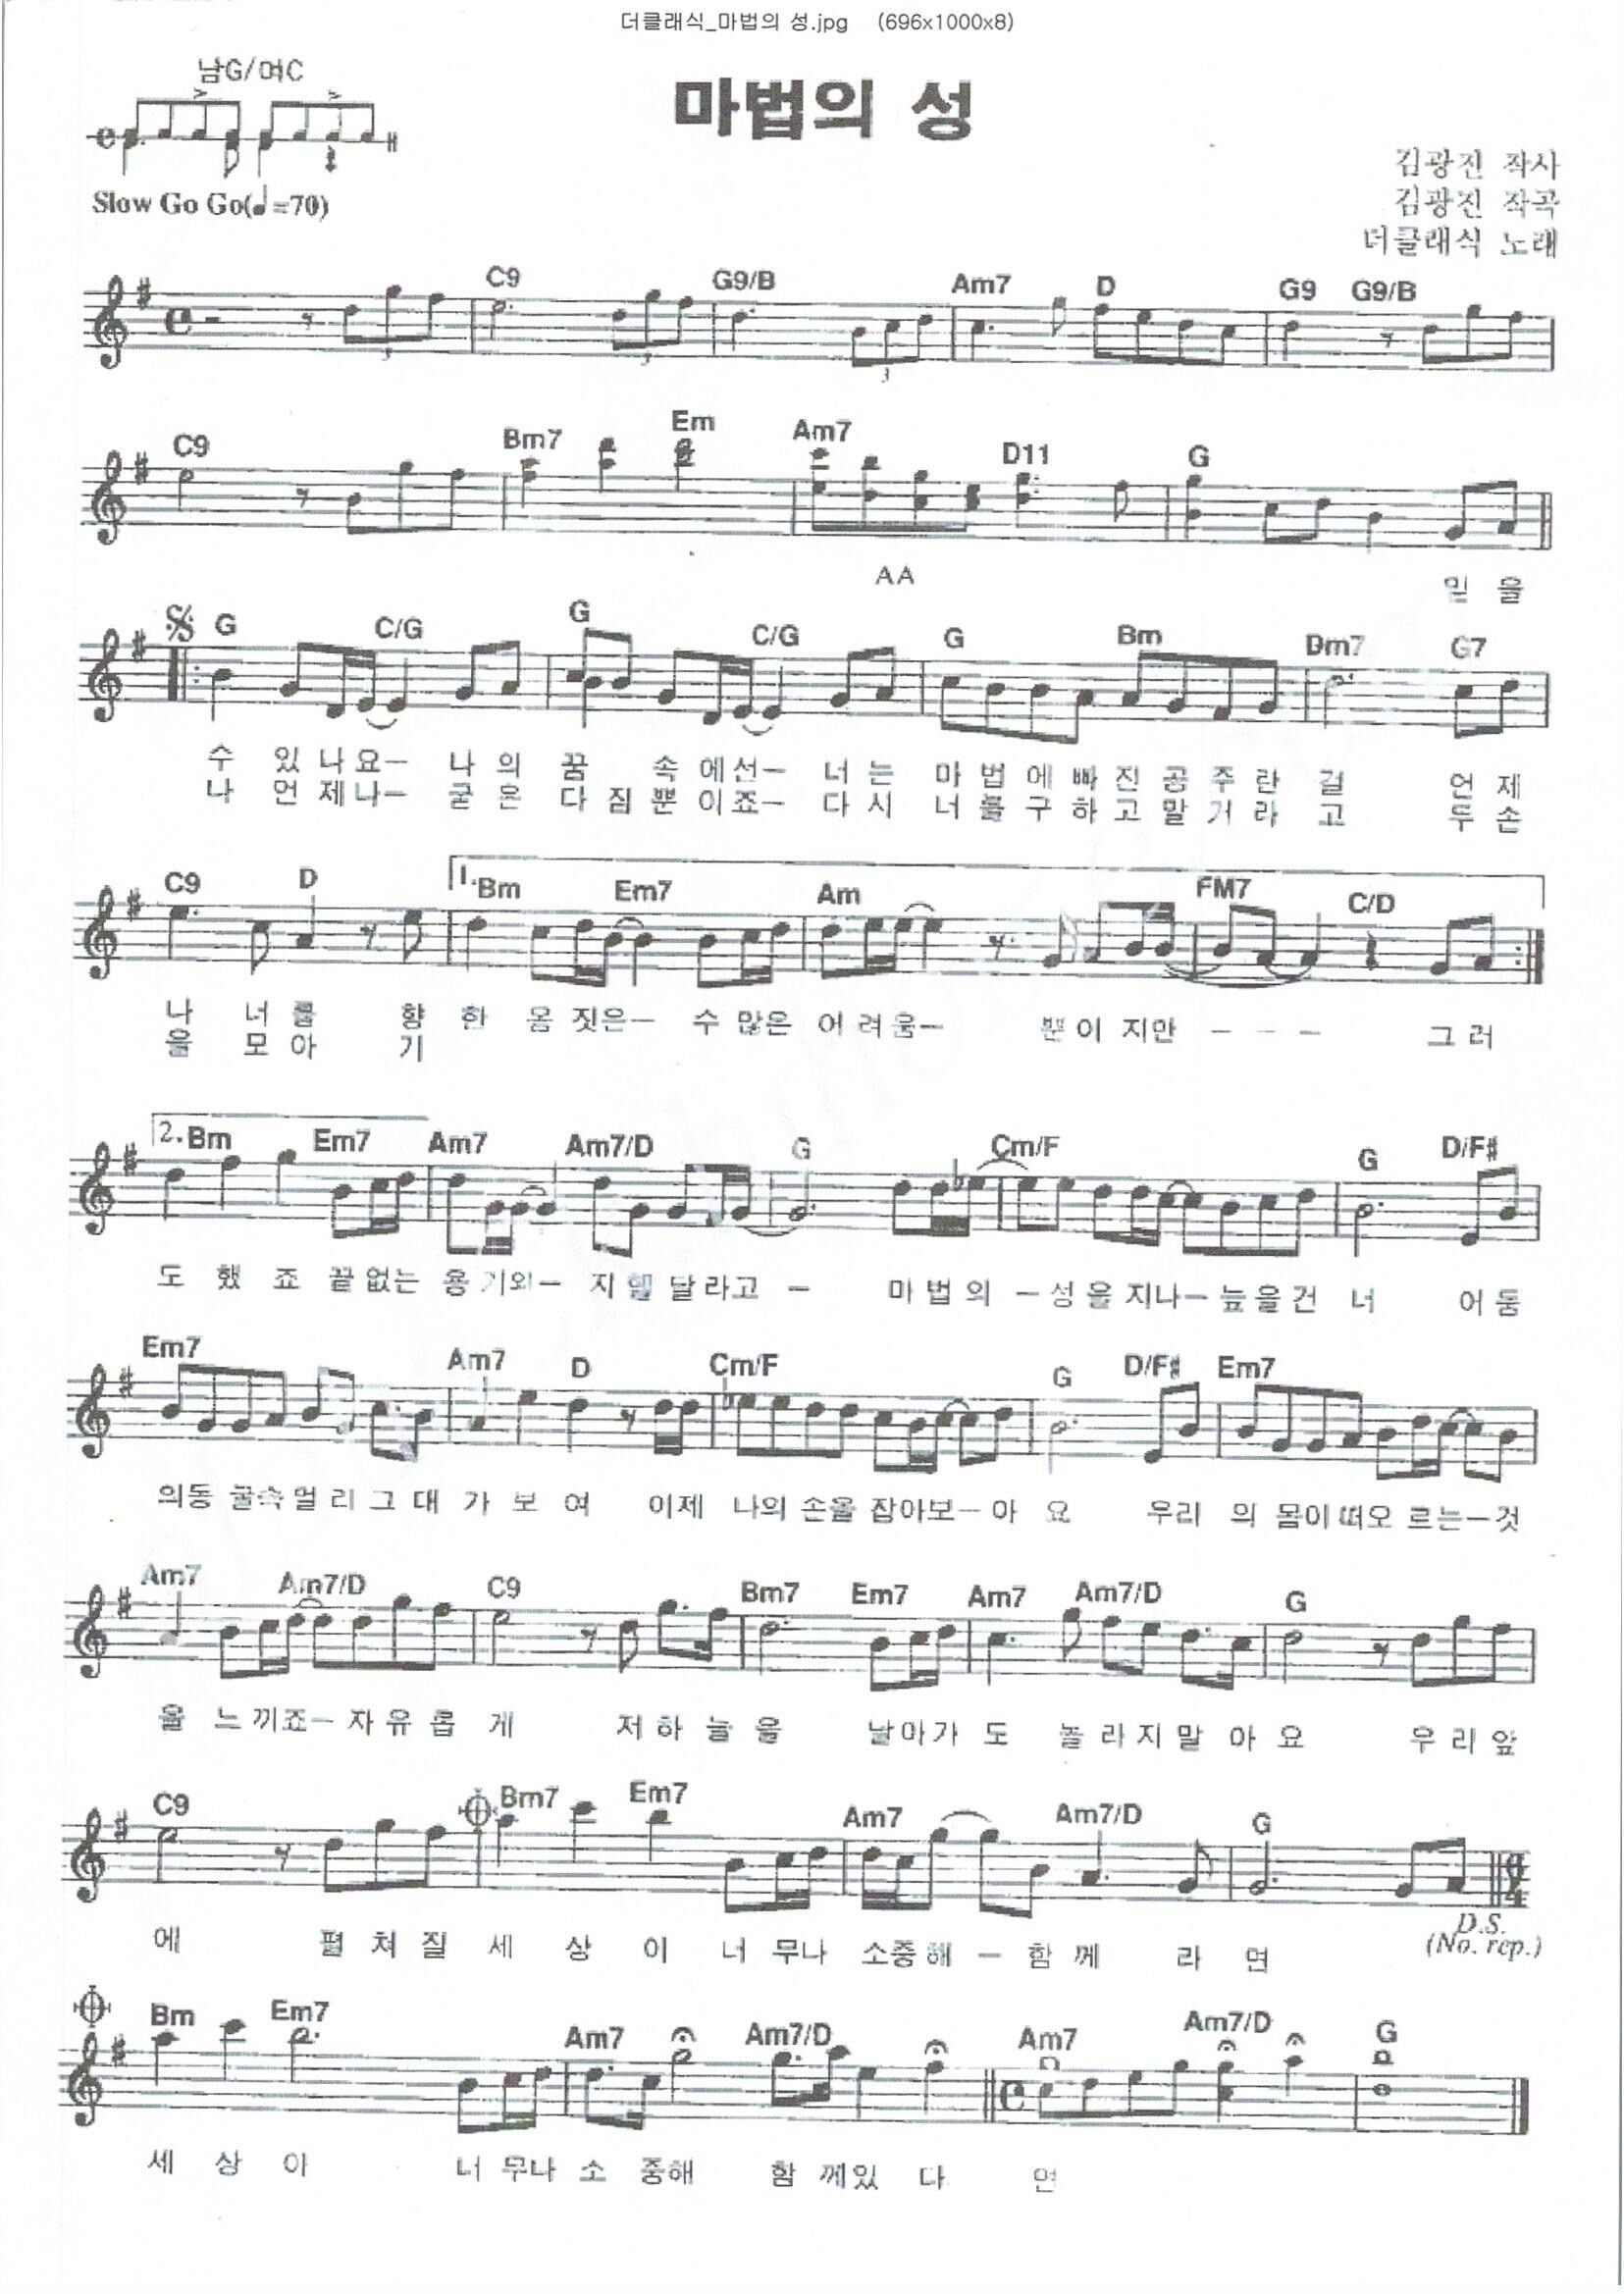 더클래식_마법의 성.jpg (696x1000x8)
남G/여C
마법의 성
김광진 작사
Slow Go Go(♩=70)
김광진 작곡
더클래식 노래
C9 G9/B Am7 D G9 G9/B
3 3 3
C9 Bm7 Em Am7 D11 G
AA
믿 을
G C/G G C/G G Bm Dm7 G7
수 있 나 요— 나 의 꿈 속 에 선— 너 는 마 법 에 빠 진 공 주 란 걸 언 제
나 언 제 나— 굳 은 다 짐 뿐 이 죠— 다 시 너 를 구 하 고 말 거 라 고 두 손
C9 D 1. Bm Em7 Am FM7 C/D
나 너 를 향 한 몸 짓은— 수 많은 어 려 움— 뿐 이 지만 — — — 그 러
을 모 아 기
2. Bm Em7 Am7 Am7/D G Cm/F G D/F#
도 했 죠 끝 없는 용 기와— 지 헬 달 라고 — 마 법 의 — 성 을 지나— 늪 을 건 너 어 둠
Em7 Am7 D Cm/F G D/F# Em7
의동 굴속 멀 리 그 대 가 보 여 이제 나의 손을 잡아보— 아 요 우리 의 몸이 떠오 르는— 것
Am7 Am7/D C9 Bm7 Em7 Am7 Am7/D G
을 느 끼죠— 자 유 롭 게 저 하 늘 을 날아가 도 놀 라 지 말 아 요 우 리 앞
C9 Bm7 Em7 Am7 Am7/D G
D.S.
에 펼 쳐 질 세 상 이 너 무나 소중 해 — 함 께 라 면 (No. rep.)
Bm Em7 Am7 Am7/D Am7 Am7/D G
세 상 이 너 무나 소 중해 함 께있 다 면